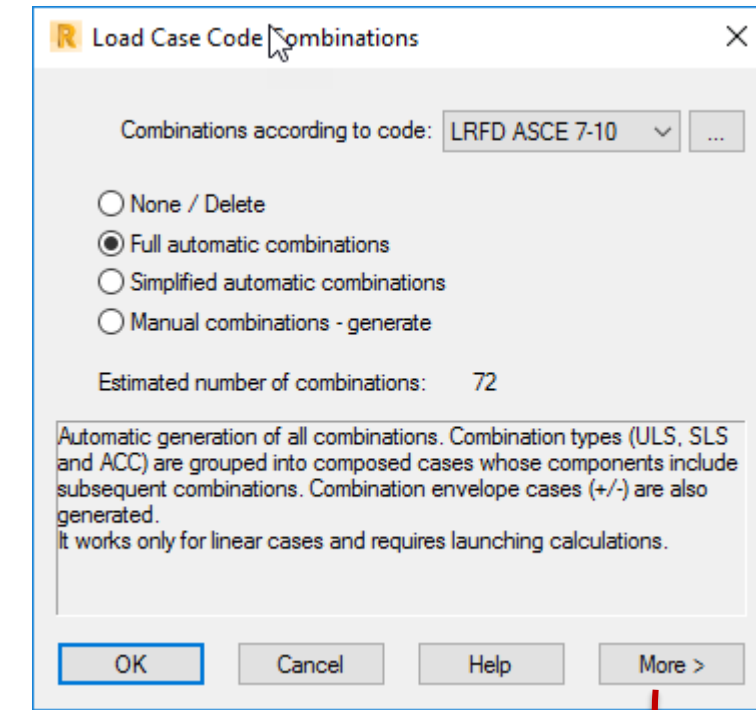 R Load Case Code Combinations
Combinations according to code: LRFD ASCE 7-10 ...
None / Delete
Full automatic combinations
Simplified automatic combinations
Manual combinations - generate
Estimated number of combinations: 72
Automatic generation of all combinations. Combination types (ULS, SLS
and ACC) are grouped into composed cases whose components include
subsequent combinations. Combination envelope cases (+/-) are also
generated.
It works only for linear cases and requires launching calculations.
OK Cancel Help More >